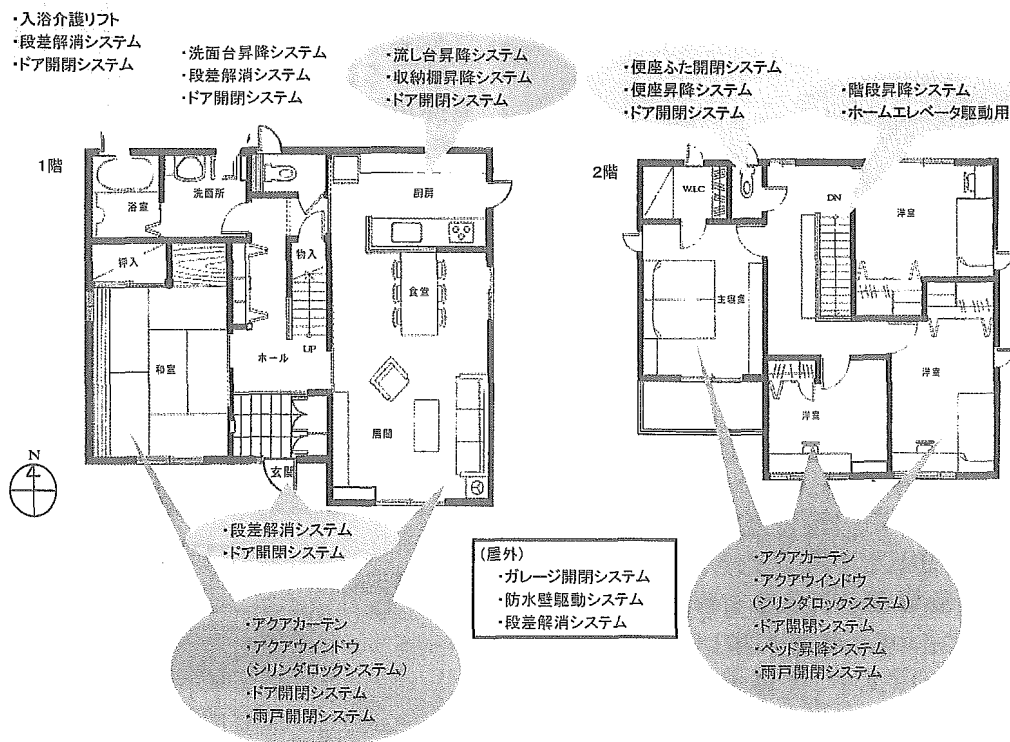 ・入浴介護リフト
・段差解消システム
・ドア開閉システム
・洗面台昇降システム
・段差解消システム
・ドア開閉システム
・流し台昇降システム
・収納棚昇降システム
・ドア開閉システム
・便座ふた開閉システム
・便座昇降システム
・ドア開閉システム
・階段昇降システム
・ホームエレベータ駆動用
1階
浴室
洗面所
厨房
押入
物入
食堂
UP
ホール
和室
居間
玄関
N
2階
W.I.C
DN
洋室
主寝室
洋室
洋室
・段差解消システム
・ドア開閉システム
(屋外)
・ガレージ開閉システム
・防水壁駆動システム
・段差解消システム
・アクアカーテン
・アクアウインドウ
(シリンダロックシステム)
・ドア開閉システム
・雨戸開閉システム
・アクアカーテン
・アクアウインドウ
(シリンダロックシステム)
・ドア開閉システム
・ベッド昇降システム
・雨戸開閉システム